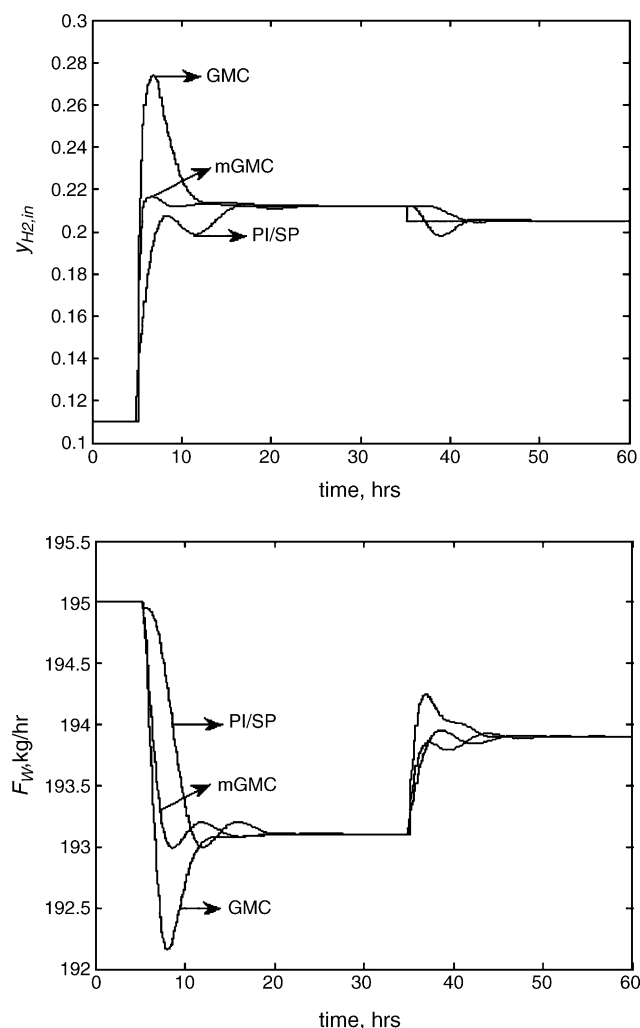 0.3
0.28
GMC
0.26
0.24
mGMC
0.22
y_{H2,in}
0.2
PI/SP
0.18
0.16
0.14
0.12
0.1
0 10 20 30 40 50 60
time, hrs
195.5
195
194.5
PI/SP
194
F_W,kg/hr
mGMC
193.5
193
GMC
192.5
192
0 10 20 30 40 50 60
time, hrs